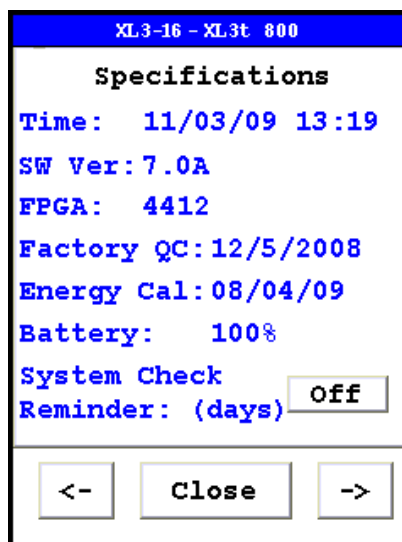 XL3-16 - XL3t 800
Specifications
Time: 11/03/09 13:19
SW Ver: 7.0A
FPGA: 4412
Factory QC: 12/5/2008
Energy Cal: 08/04/09
Battery: 100%
System Check
Reminder: (days) Off
<- Close ->